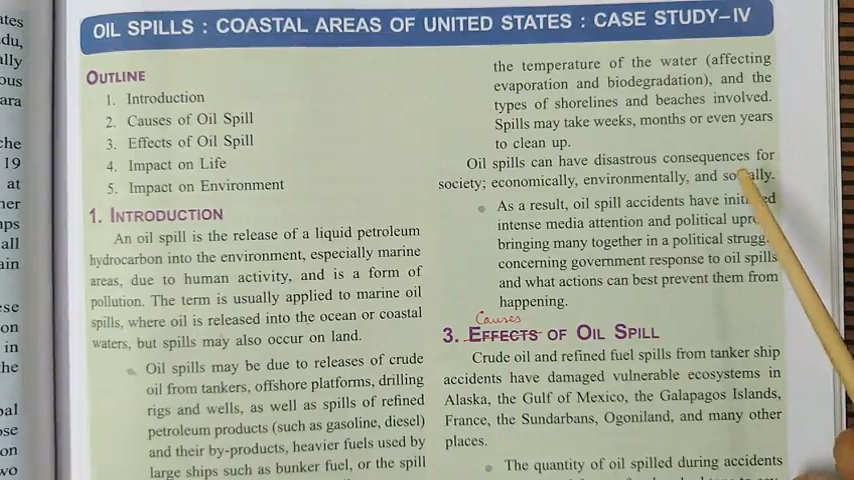 OIL SPILLS : COASTAL AREAS OF UNITED STATES : CASE STUDY–IV
OUTLINE
1. Introduction
2. Causes of Oil Spill
3. Effects of Oil Spill
4. Impact on Life
5. Impact on Environment
1. INTRODUCTION
An oil spill is the release of a liquid petroleum
hydrocarbon into the environment, especially marine
areas, due to human activity, and is a form of
pollution. The term is usually applied to marine oil
spills, where oil is released into the ocean or coastal
waters, but spills may also occur on land.
Oil spills may be due to releases of crude
oil from tankers, offshore platforms, drilling
rigs and wells, as well as spills of refined
petroleum products (such as gasoline, diesel)
and their by-products, heavier fuels used by
large ships such as bunker fuel, or the spill
the temperature of the water (affecting
evaporation and biodegradation), and the
types of shorelines and beaches involved.
Spills may take weeks, months or even years
to clean up.
Oil spills can have disastrous consequences for
society; economically, environmentally, and socially.
As a result, oil spill accidents have initiated
intense media attention and political
bringing many together in a political
concerning government response to oil spills
and what actions can best prevent them from
happening.
Causes
3. EFFECTS OF OIL SPILL
Crude oil and refined fuel spills from tanker ship
accidents have damaged vulnerable ecosystems in
Alaska, the Gulf of Mexico, the Galapagos Islands,
France, the Sundarbans, Ogoniland, and many other
places.
The quantity of oil spilled during accidents